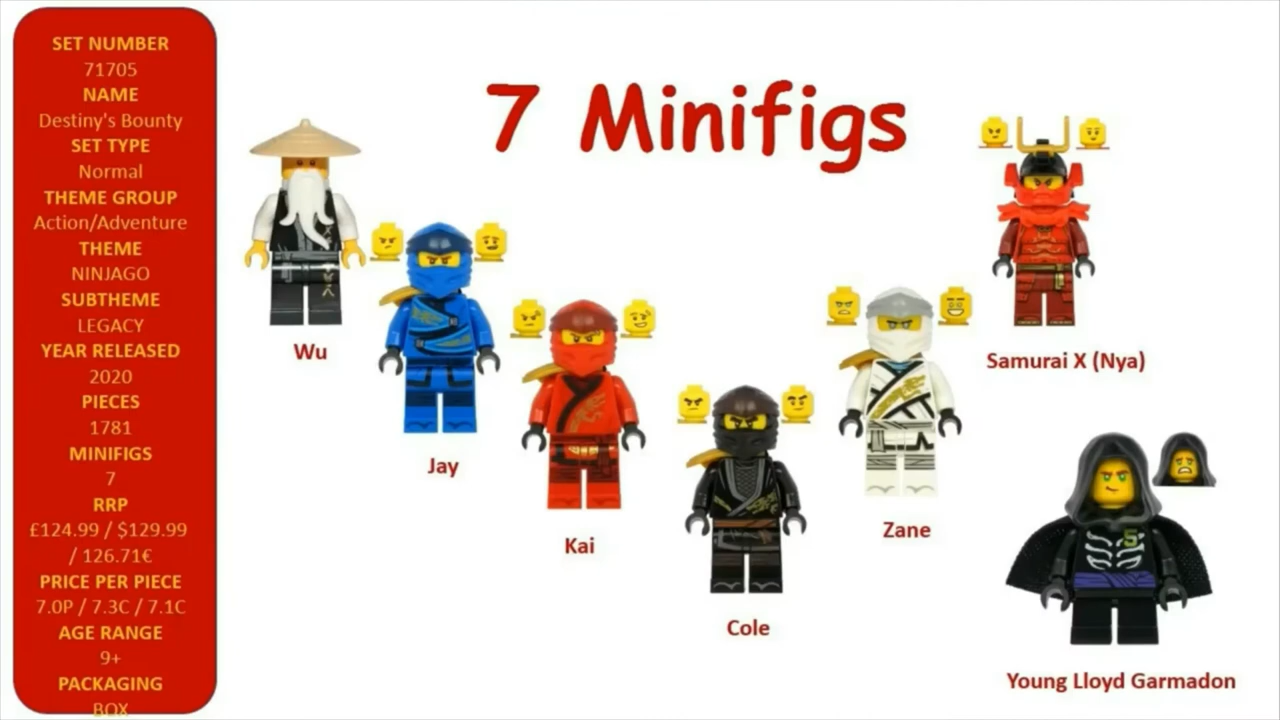 SET NUMBER
71705
NAME
Destiny's Bounty
SET TYPE
Normal
THEME GROUP
Action/Adventure
THEME
NINJAGO
SUBTHEME
LEGACY
YEAR RELEASED
2020
PIECES
1781
MINIFIGS
7
RRP
£124.99 / $129.99
/ 126.71€
PRICE PER PIECE
7.0P / 7.3C / 7.1C
AGE RANGE
9+
PACKAGING
BOX
7 Minifigs
Wu
Jay
Kai
Cole
Zane
Samurai X (Nya)
5
Young Lloyd Garmadon